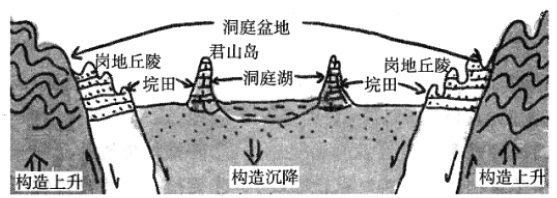 洞庭盆地
君山岛
岗地丘陵
岗地丘陵
垸田
洞庭湖
垸田
构造上升
构造沉降
构造上升